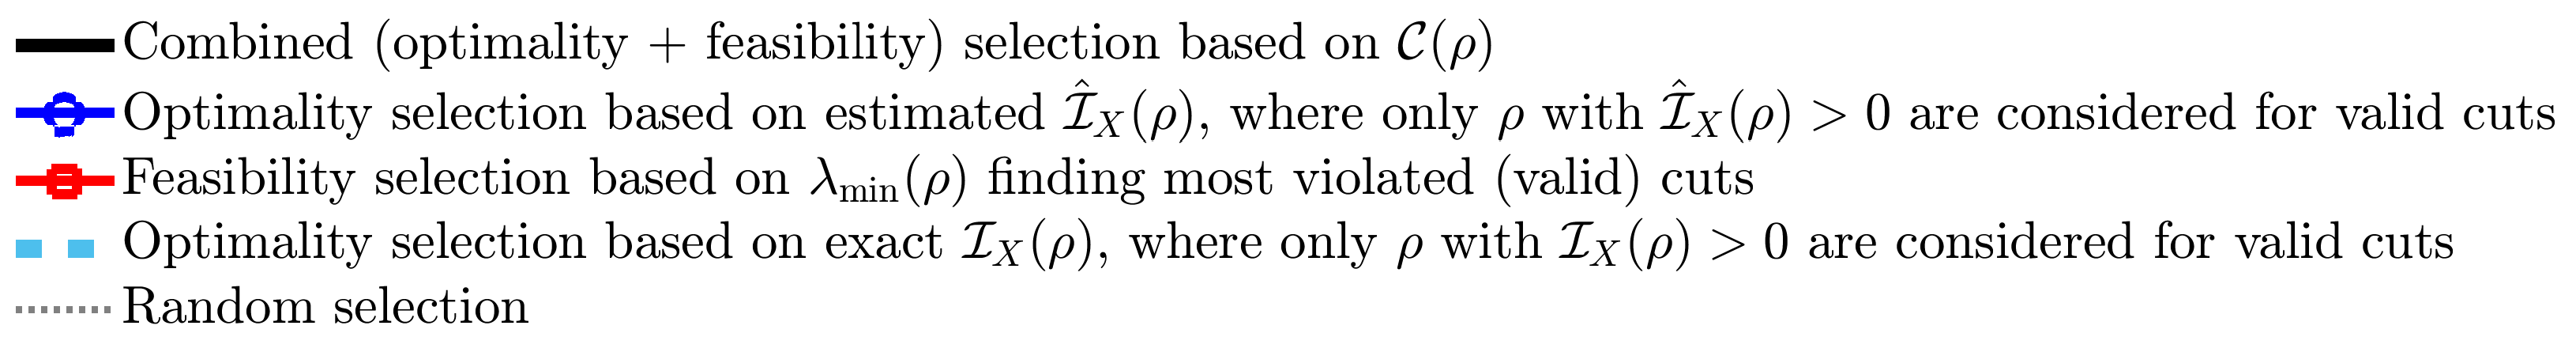 Combined (optimality + feasibility) selection based on 𝒞(ρ)
Optimality selection based on estimated ℐ̂_X(ρ), where only ρ with ℐ̂_X(ρ) > 0 are considered for valid cuts
Feasibility selection based on λ_min(ρ) finding most violated (valid) cuts
Optimality selection based on exact ℐ_X(ρ), where only ρ with ℐ_X(ρ) > 0 are considered for valid cuts
Random selection